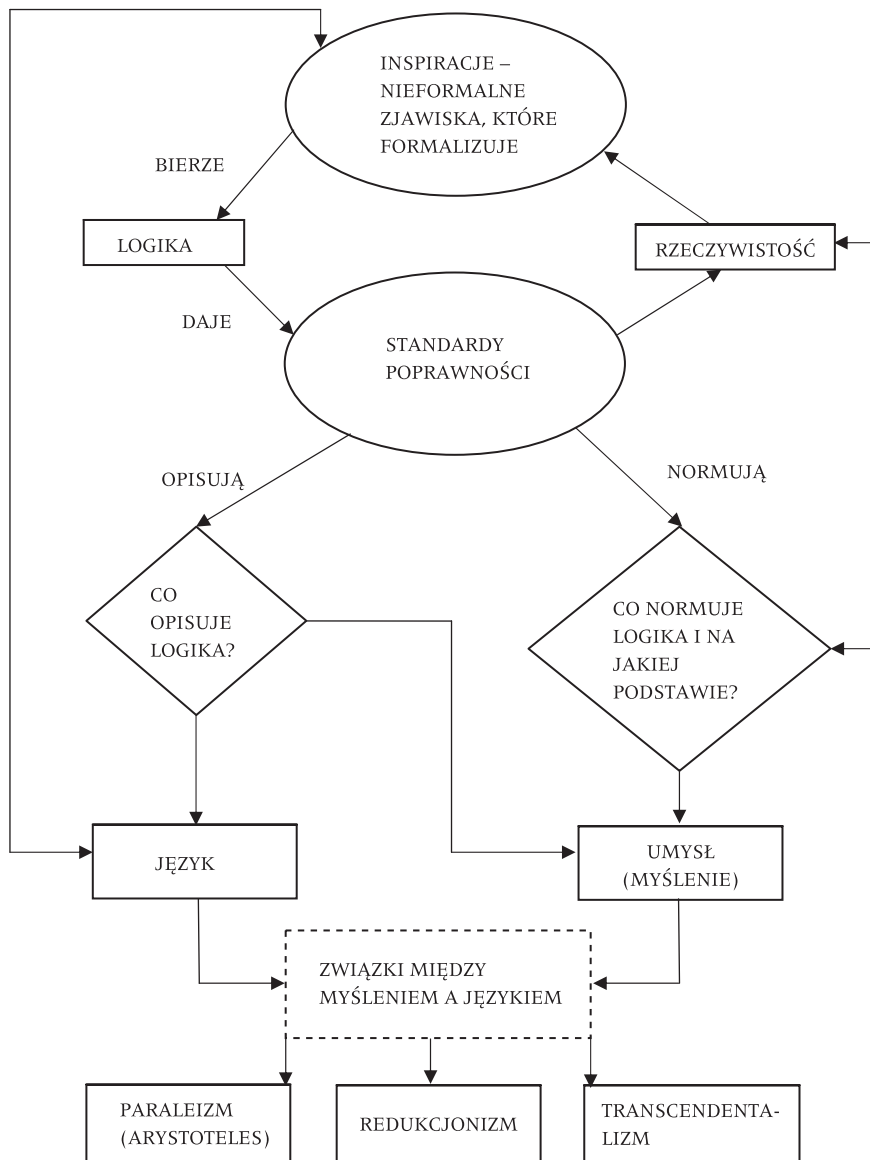 INSPIRACJE –
NIEFORMALNE
ZJAWISKA, KTÓRE
FORMALIZUJE
BIERZE
LOGIKA
RZECZYWISTOŚĆ
DAJE
STANDARDY
POPRAWNOŚCI
OPISUJĄ
NORMUJĄ
CO
OPISUJE
LOGIKA?
CO NORMUJE
LOGIKA I NA
JAKIEJ
PODSTAWIE?
JĘZYK
UMYSŁ
(MYŚLENIE)
ZWIĄZKI MIĘDZY
MYŚLENIEM A JĘZYKIEM
PARALEIZM
(ARYSTOTELES)
REDUKCJONIZM
TRANSCENDENTA-
LIZM